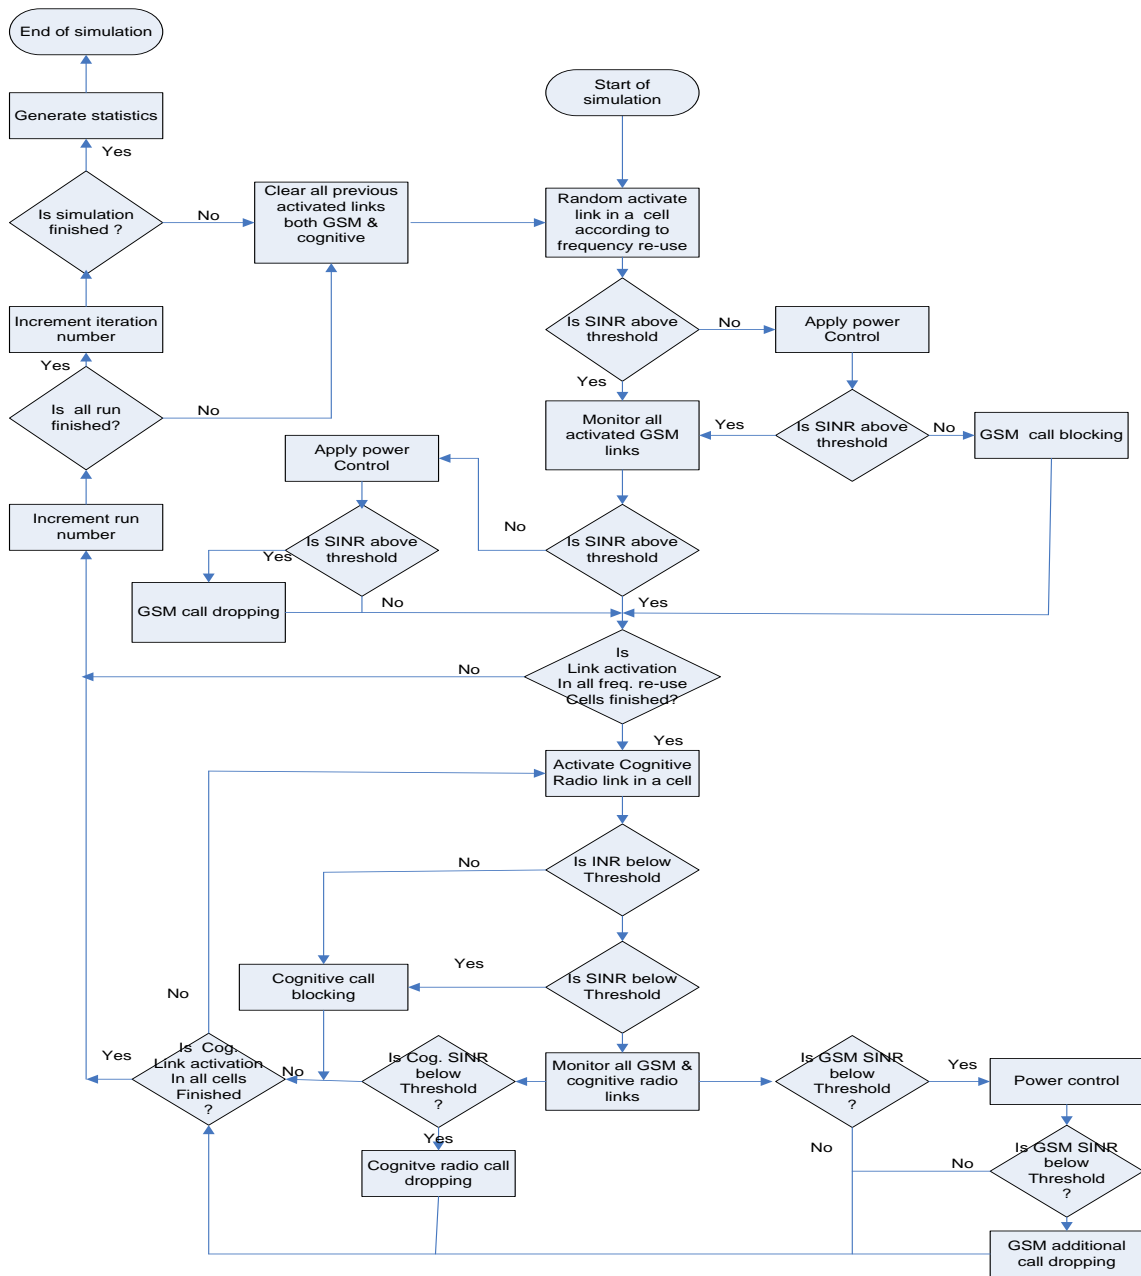 End of simulation
Generate statistics
Yes
Is simulation
finished ?
No
Clear all previous
activated links
both GSM &
cognitive
Increment iteration
number
Yes
Is  all run
finished?
No
Increment run
number
Start of
simulation
Random activate
link in a  cell
according to
frequency re-use
Is SINR above
threshold
No
Apply power
Control
Yes
Is SINR above
threshold
Yes
No
GSM  call blocking
Monitor all
activated GSM
links
Is SINR above
threshold
No
Apply power
Control
Is SINR above
threshold
Yes
GSM call dropping
No
Yes
Is
Link activation
In all freq. re-use
Cells finished?
No
Yes
Activate Cognitive
Radio link in a cell
Is INR below
Threshold
No
Is SINR below
Threshold
Yes
Cognitive call
blocking
Monitor all GSM &
cognitive radio
links
Is Cog. SINR
below
Threshold
?
No
Yes
Cognitve radio call
dropping
Is  Cog.
Link activation
In all cells
Finished
?
No
Yes
Is GSM SINR
below
Threshold
?
Yes
No
Power control
Is GSM SINR
below
Threshold
?
No
GSM additional
call dropping